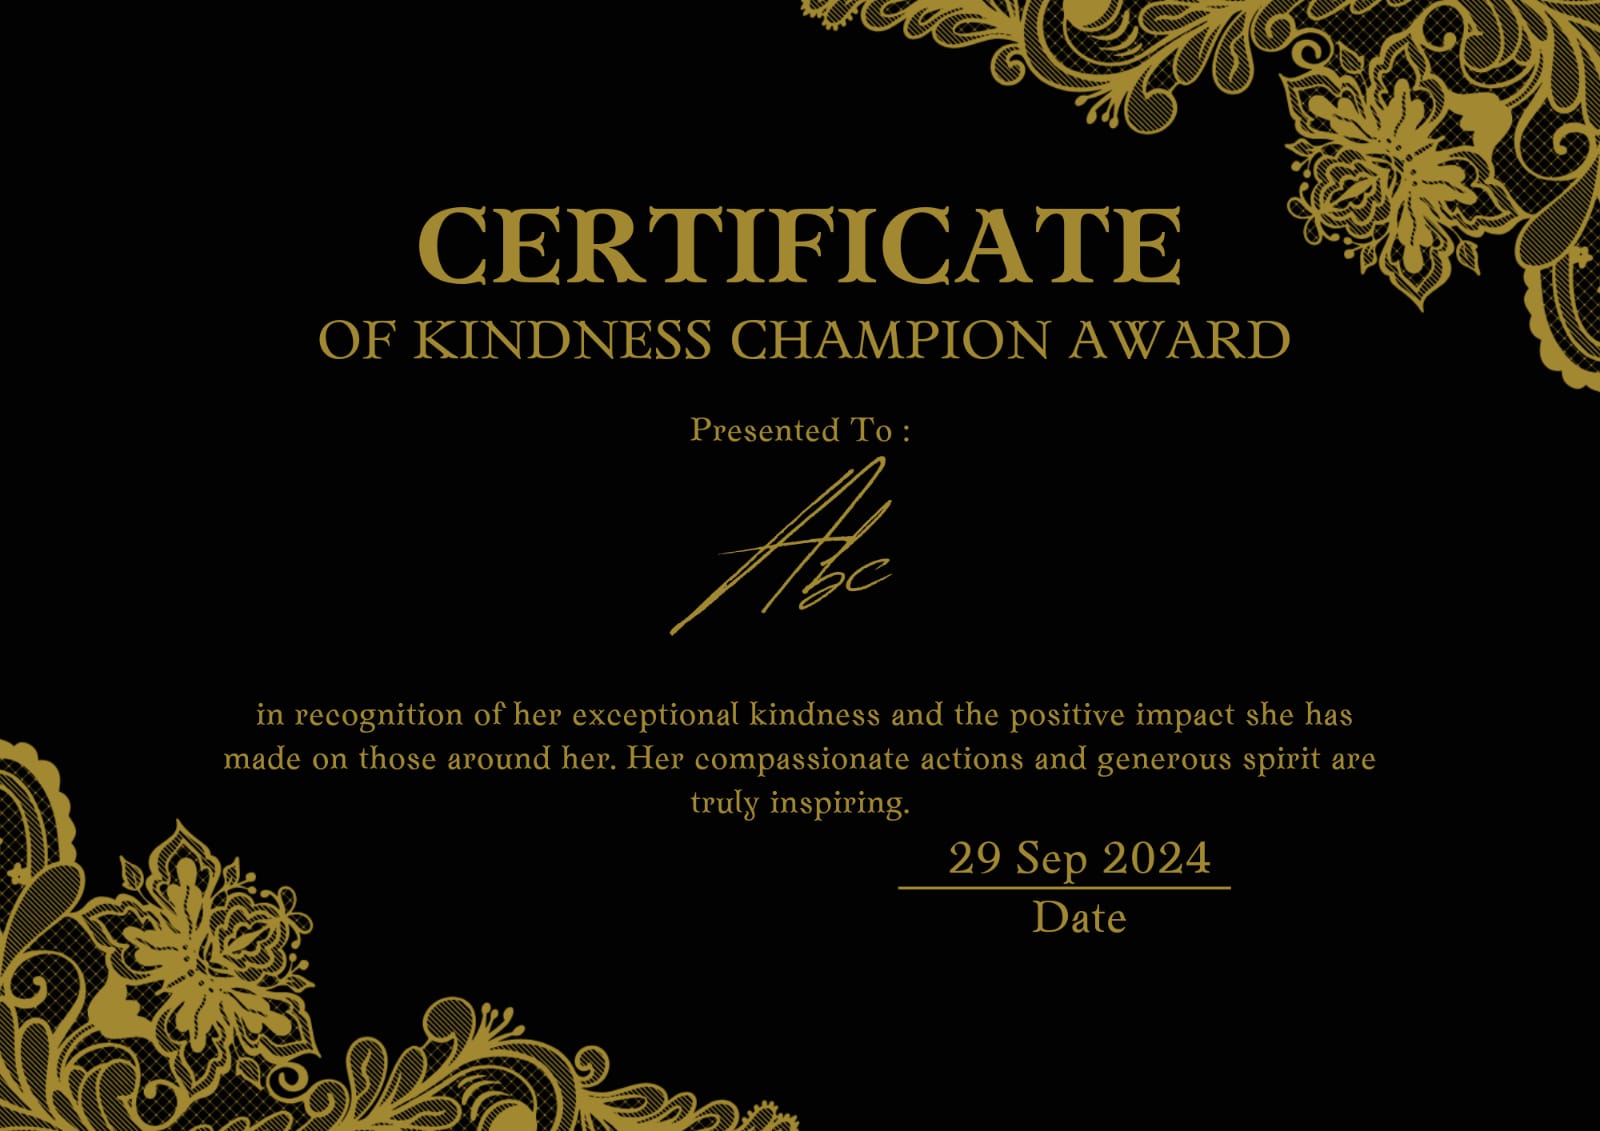 CERTIFICATE
OF KINDNESS CHAMPION AWARD
Presented To :
Abc
in recognition of her exceptional kindness and the positive impact she has
made on those around her. Her compassionate actions and generous spirit are
truly inspiring.
29 Sep 2024
Date